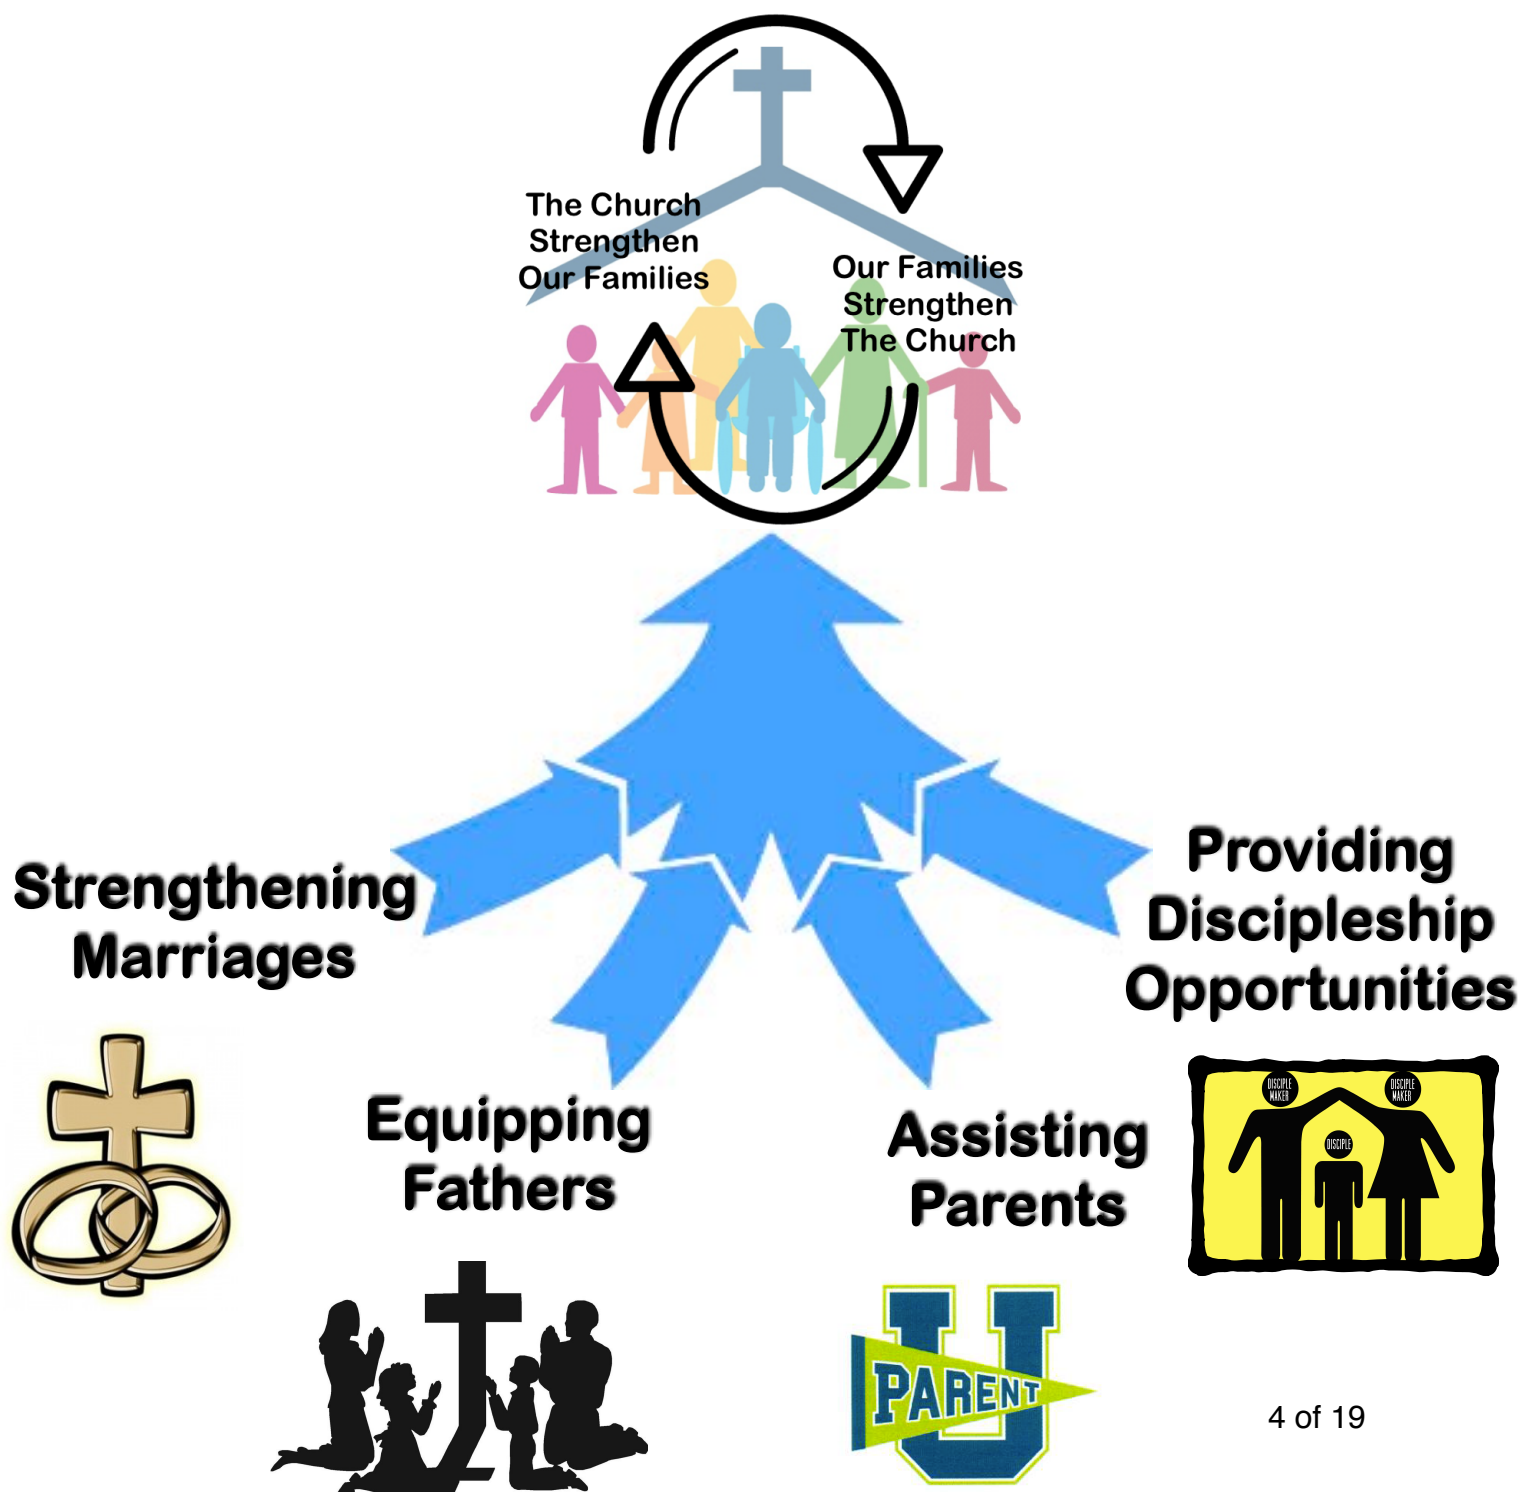 The Church
Strengthen
Our Families
Our Families
Strengthen
The Church
Strengthening
Marriages
Equipping
Fathers
Assisting
Parents
Providing
Discipleship
Opportunities
DISCIPLE
MAKER
DISCIPLE
MAKER
DISCIPLE
U
PARENT
4 of 19